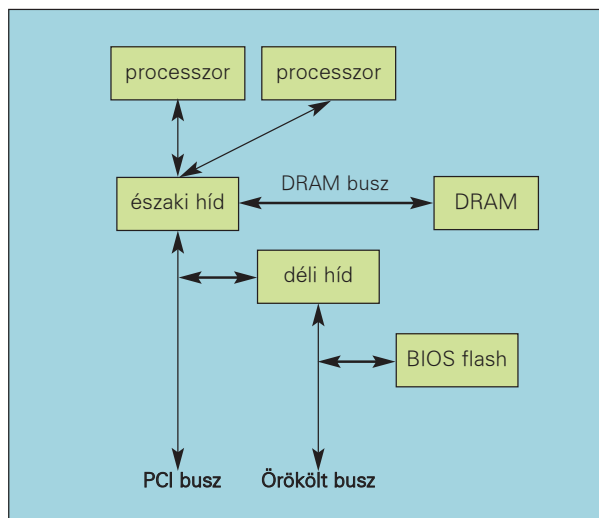 processzor
processzor
északi híd
DRAM busz
DRAM
déli híd
BIOS flash
PCI busz
Örökölt busz